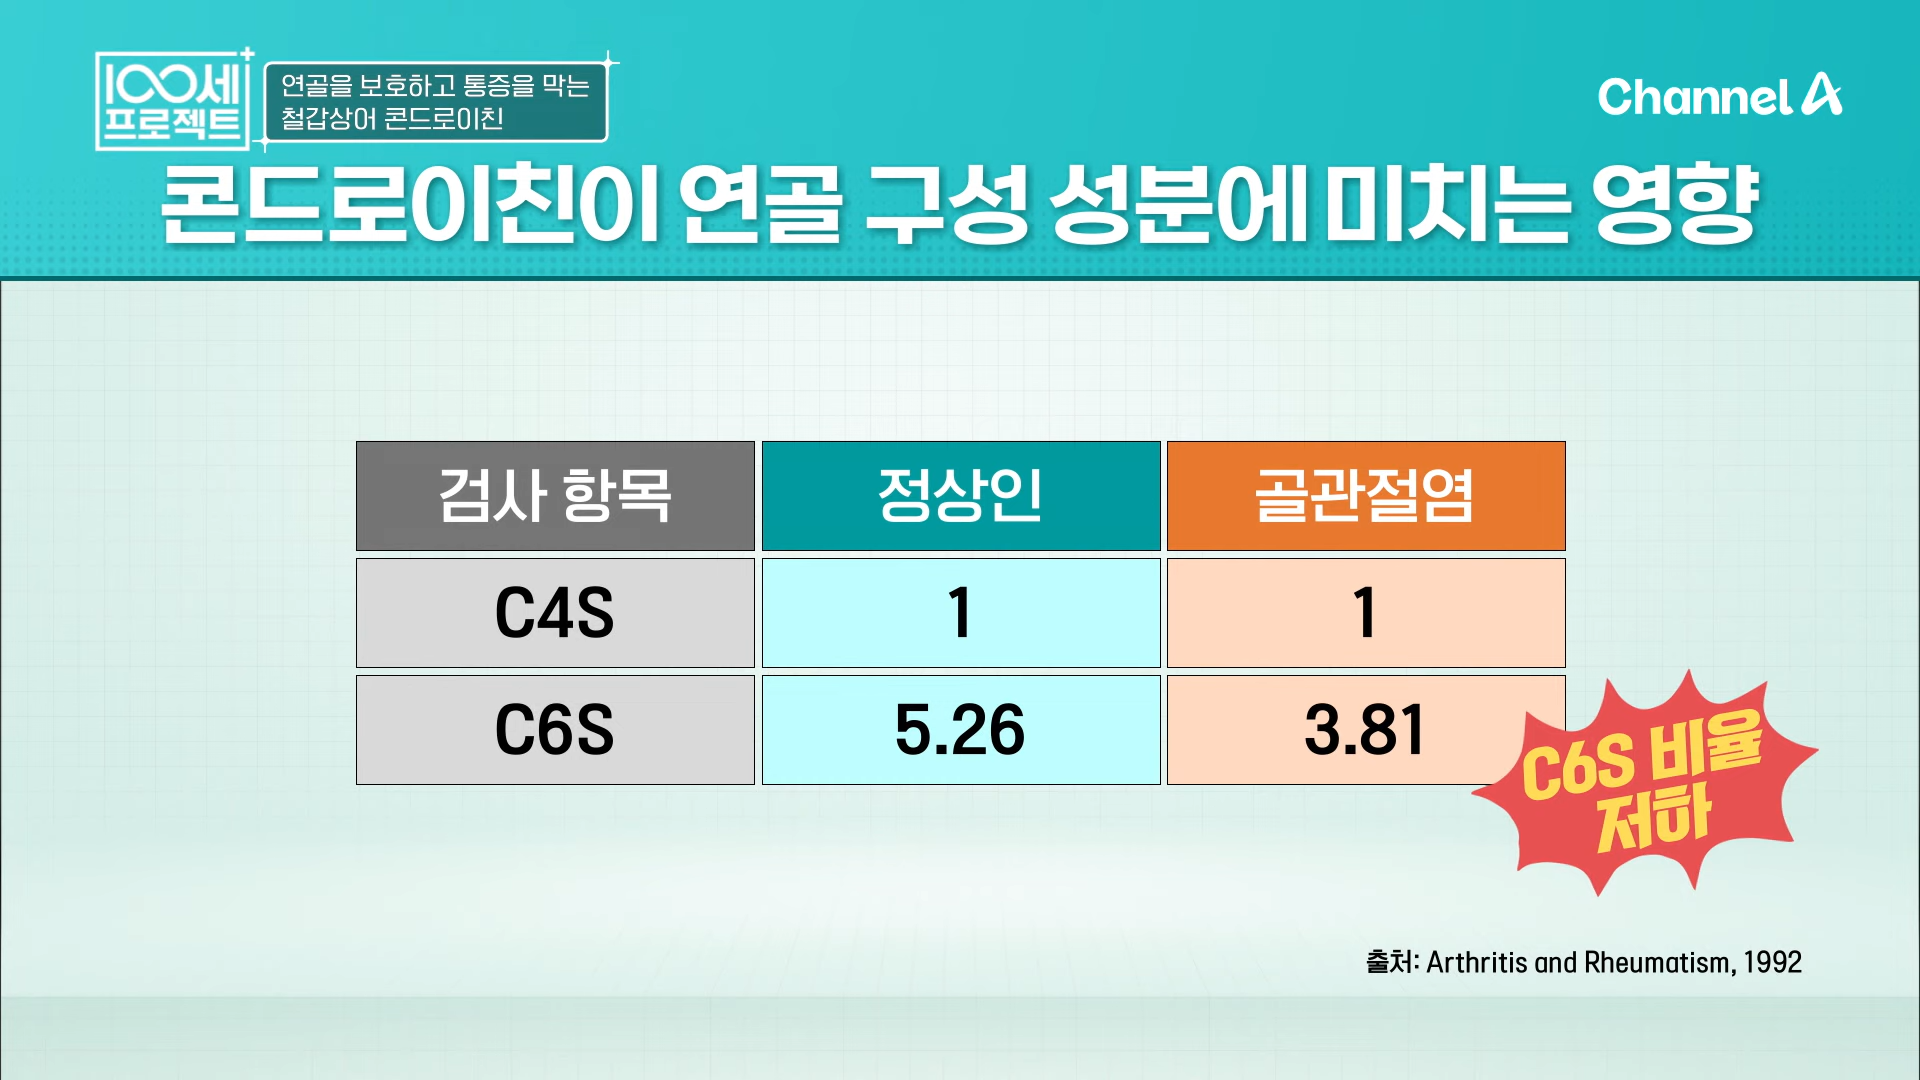 100세
프로젝트
연골을 보호하고 통증을 막는
철갑상어 콘드로이친
Channel A
콘드로이친이 연골 구성 성분에 미치는 영향
검사 항목 정상인 골관절염
C4S 1 1
C6S 5.26 3.81
C6S 비율
저하
출처: Arthritis and Rheumatism, 1992